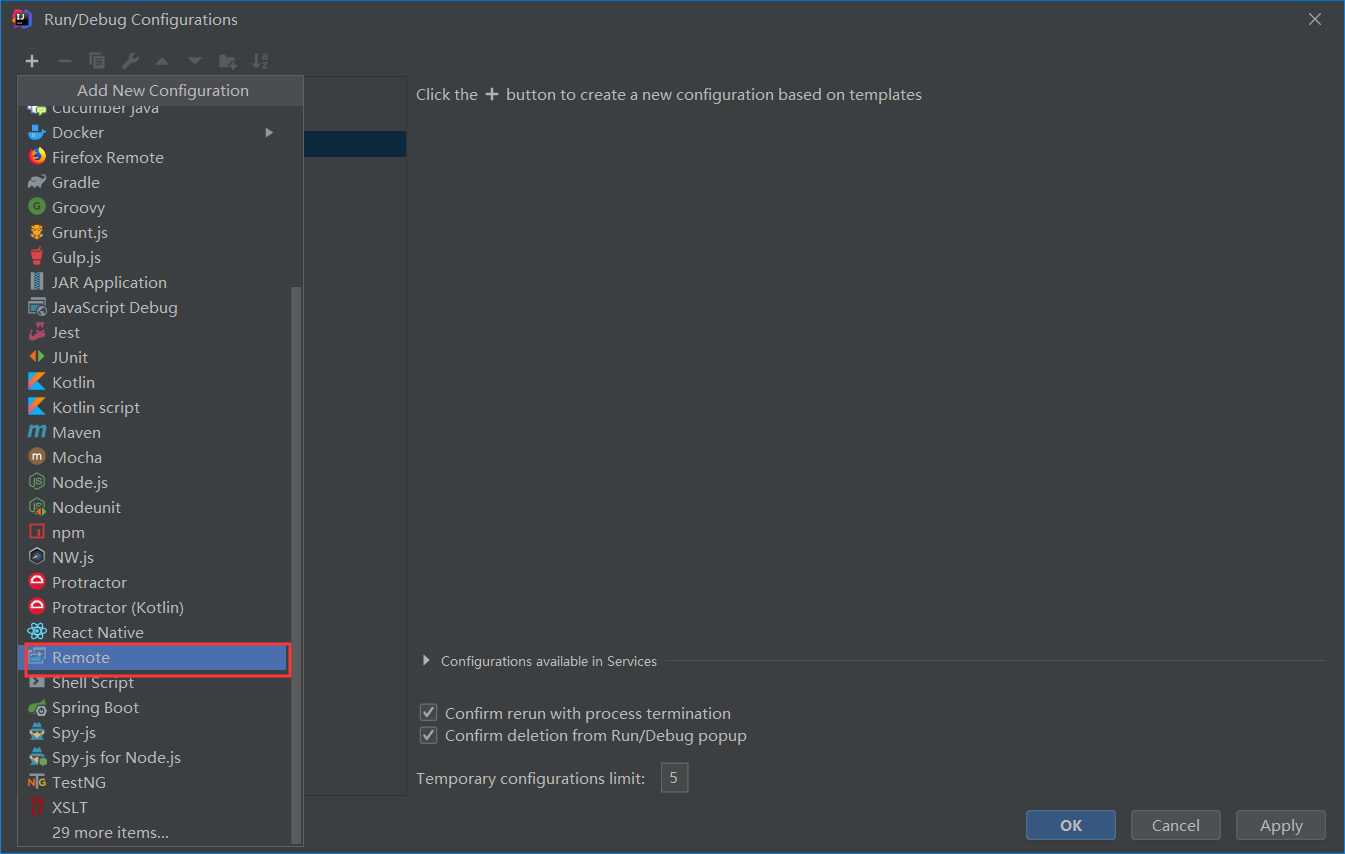 Run/Debug Configurations
Add New Configuration
Click the + button to create a new configuration based on templates
Cucumber Java
Docker
Firefox Remote
Gradle
Groovy
Grunt.js
Gulp.js
JAR Application
JavaScript Debug
Jest
JUnit
Kotlin
Kotlin script
Maven
Mocha
Node.js
Nodeunit
npm
NW.js
Protractor
Protractor (Kotlin)
React Native
Remote
Shell Script
Spring Boot
Spy-js
Spy-js for Node.js
TestNG
XSLT
29 more items...
Configurations available in Services
Confirm rerun with process termination
Confirm deletion from Run/Debug popup
Temporary configurations limit: 5
OK Cancel Apply